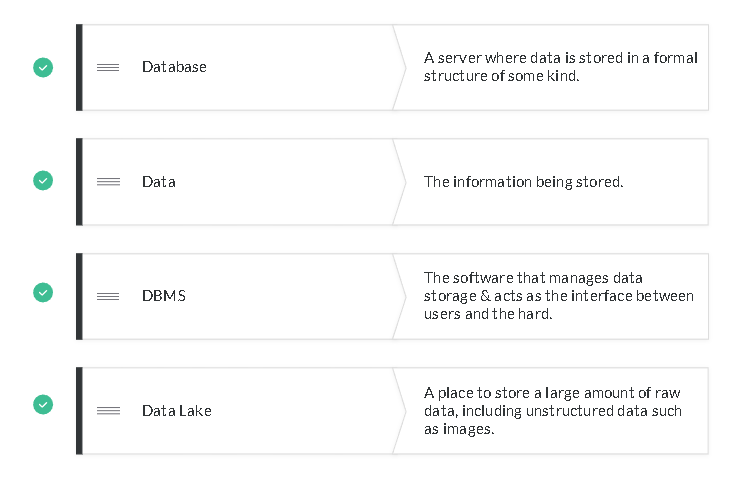 Database
A server where data is stored in a formal
structure of some kind.
Data
The information being stored.
DBMS
The software that manages data
storage & acts as the interface between
users and the hard.
Data Lake
A place to store a large amount of raw
data, including unstructured data such
as images.